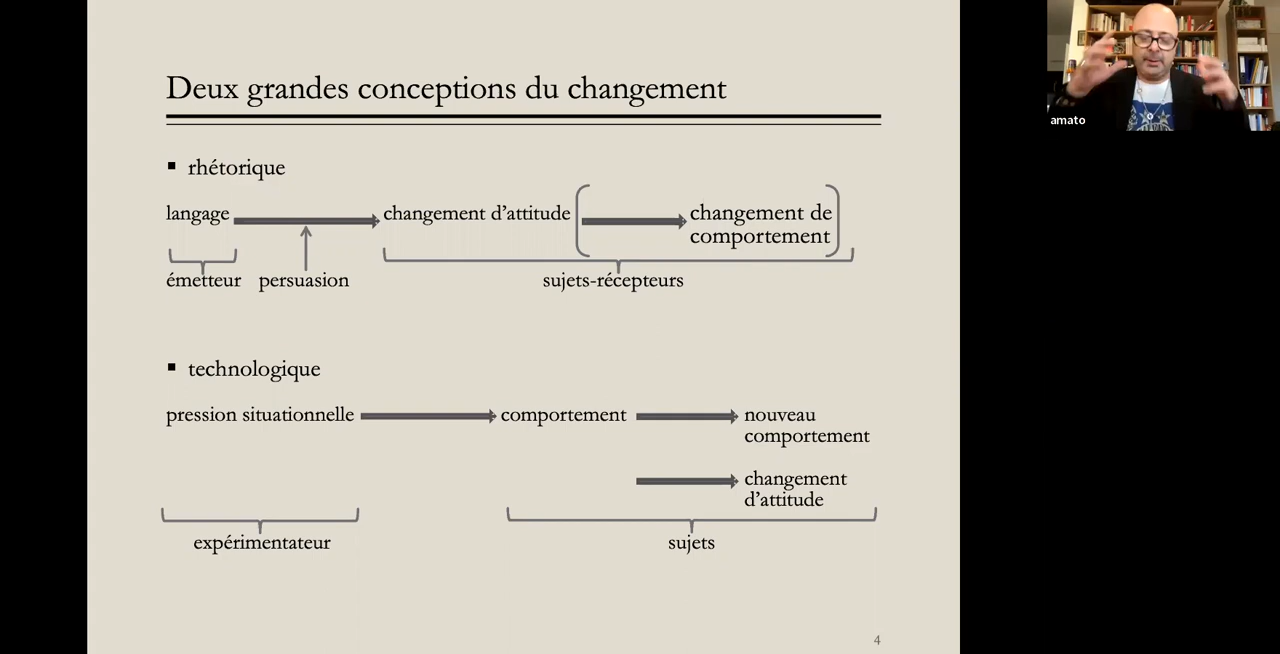 Deux grandes conceptions du changement
▪ rhétorique
langage
changement d’attitude
changement de
comportement
émetteur
persuasion
sujets-récepteurs
▪ technologique
pression situationnelle
comportement
nouveau
comportement
changement
d’attitude
expérimentateur
sujets
4
amato